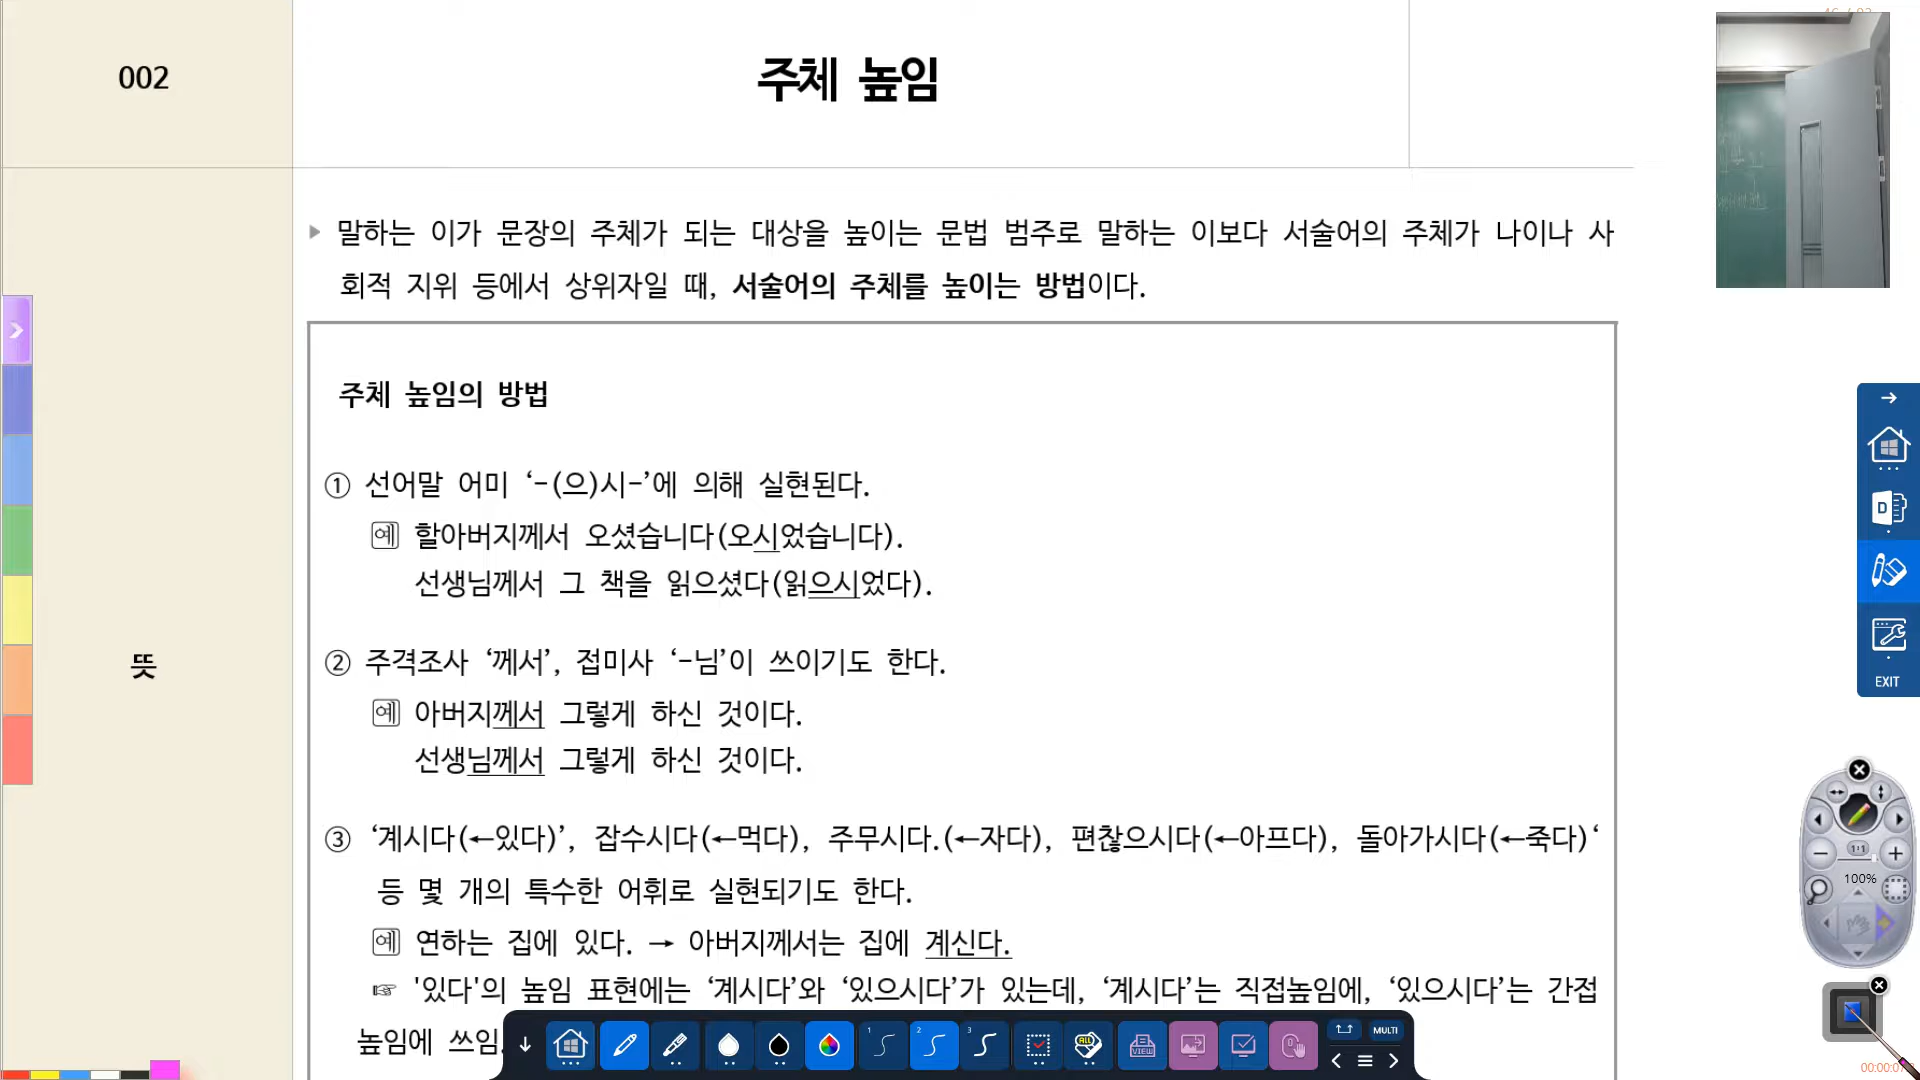 002
주체 높임
▸ 말하는 이가 문장의 주체가 되는 대상을 높이는 문법 범주로 말하는 이보다 서술어의 주체가 나이나 사
회적 지위 등에서 상위자일 때, 서술어의 주체를 높이는 방법이다.
주체 높임의 방법
① 선어말 어미 ‘-(으)시-’에 의해 실현된다.
예 할아버지께서 오셨습니다(오시었습니다).
선생님께서 그 책을 읽으셨다(읽으시었다).
뜻
② 주격조사 ‘께서’, 접미사 ‘-님’이 쓰이기도 한다.
예 아버지께서 그렇게 하신 것이다.
선생님께서 그렇게 하신 것이다.
③ ‘계시다(←있다)’, 잡수시다(←먹다), 주무시다.(←자다), 편찮으시다(←아프다), 돌아가시다(←죽다)‘
등 몇 개의 특수한 어휘로 실현되기도 한다.
예 연하는 집에 있다. → 아버지께서는 집에 계신다.
☞ '있다'의 높임 표현에는 ‘계시다’와 ‘있으시다’가 있는데, ‘계시다’는 직접높임에, ‘있으시다’는 간접
높임에 쓰임.
EXIT
1:1
100%
1 2 3
ALL
VIEW
MULTI